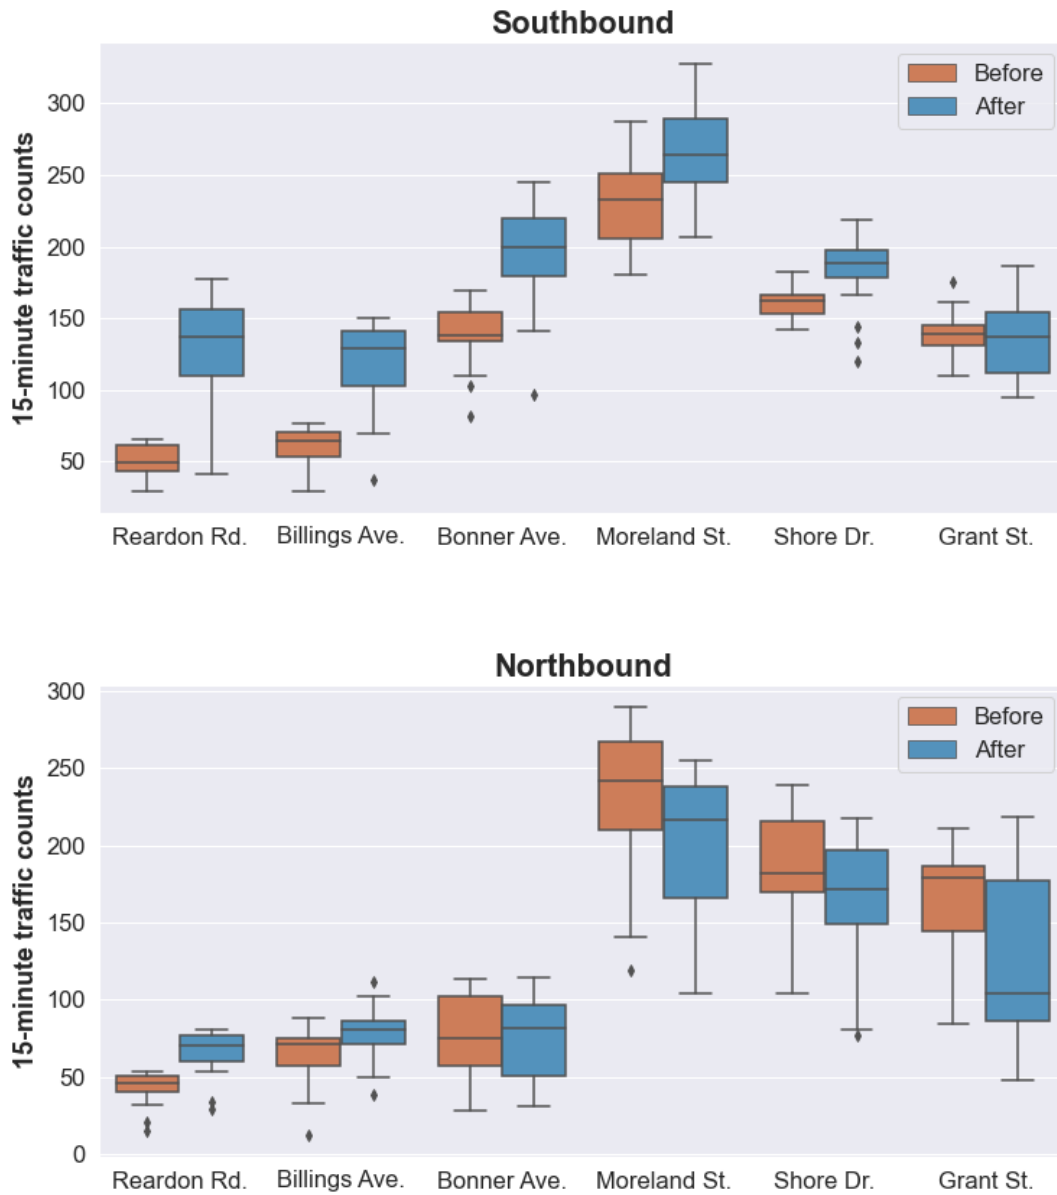 Southbound
15-minute traffic counts
300
250
200
150
100
50
Before
After
Reardon Rd. Billings Ave. Bonner Ave. Moreland St. Shore Dr. Grant St.
Northbound
15-minute traffic counts
300
250
200
150
100
50
0
Before
After
Reardon Rd. Billings Ave. Bonner Ave. Moreland St. Shore Dr. Grant St.